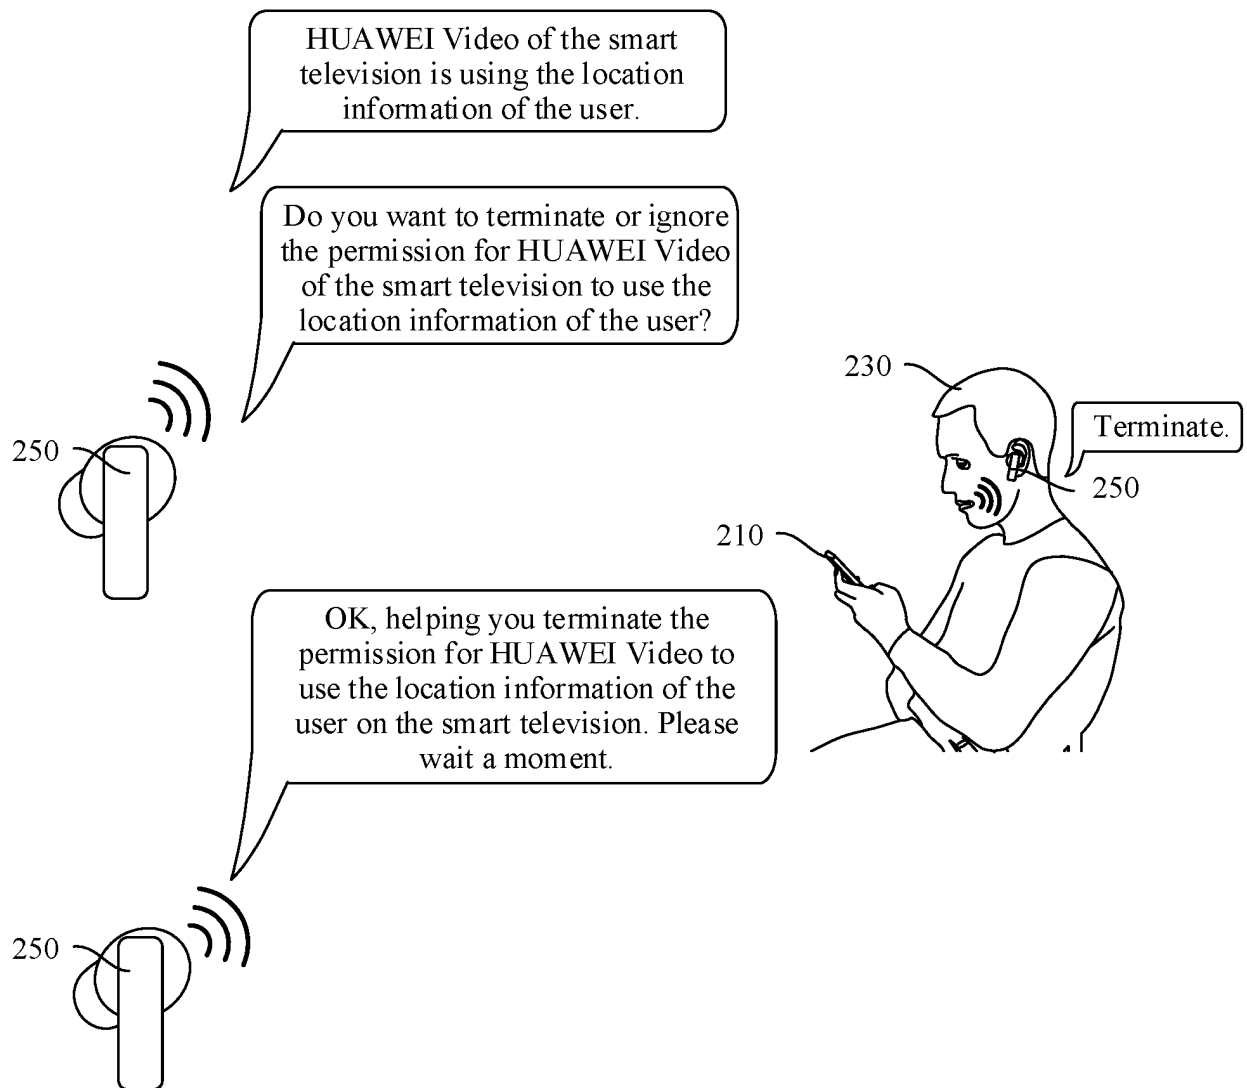 HUAWEI Video of the smart
television is using the location
information of the user.
Do you want to terminate or ignore
the permission for HUAWEI Video
of the smart television to use the
location information of the user?
250
230
Terminate.
250
210
OK, helping you terminate the
permission for HUAWEI Video to
use the location information of the
user on the smart television. Please
wait a moment.
250